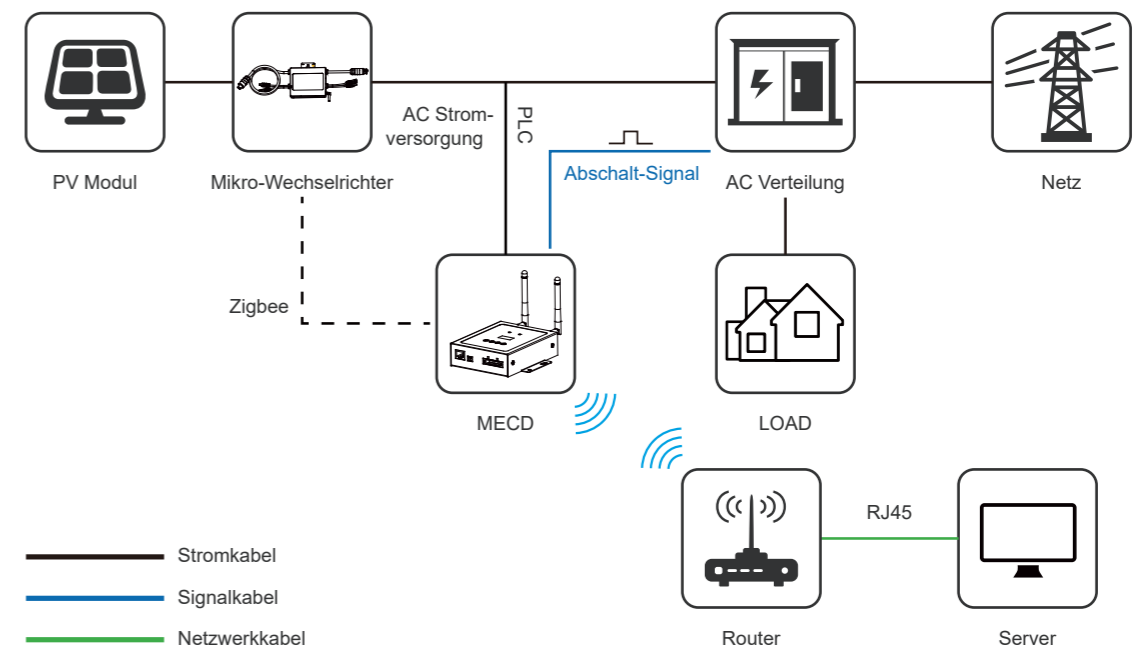 AC Strom-
versorgung
PLC
Abschalt-Signal
PV Modul
Mikro-Wechselrichter
AC Verteilung
Netz
Zigbee
MECD
LOAD
RJ45
Stromkabel
Signalkabel
Netzwerkkabel
Router
Server